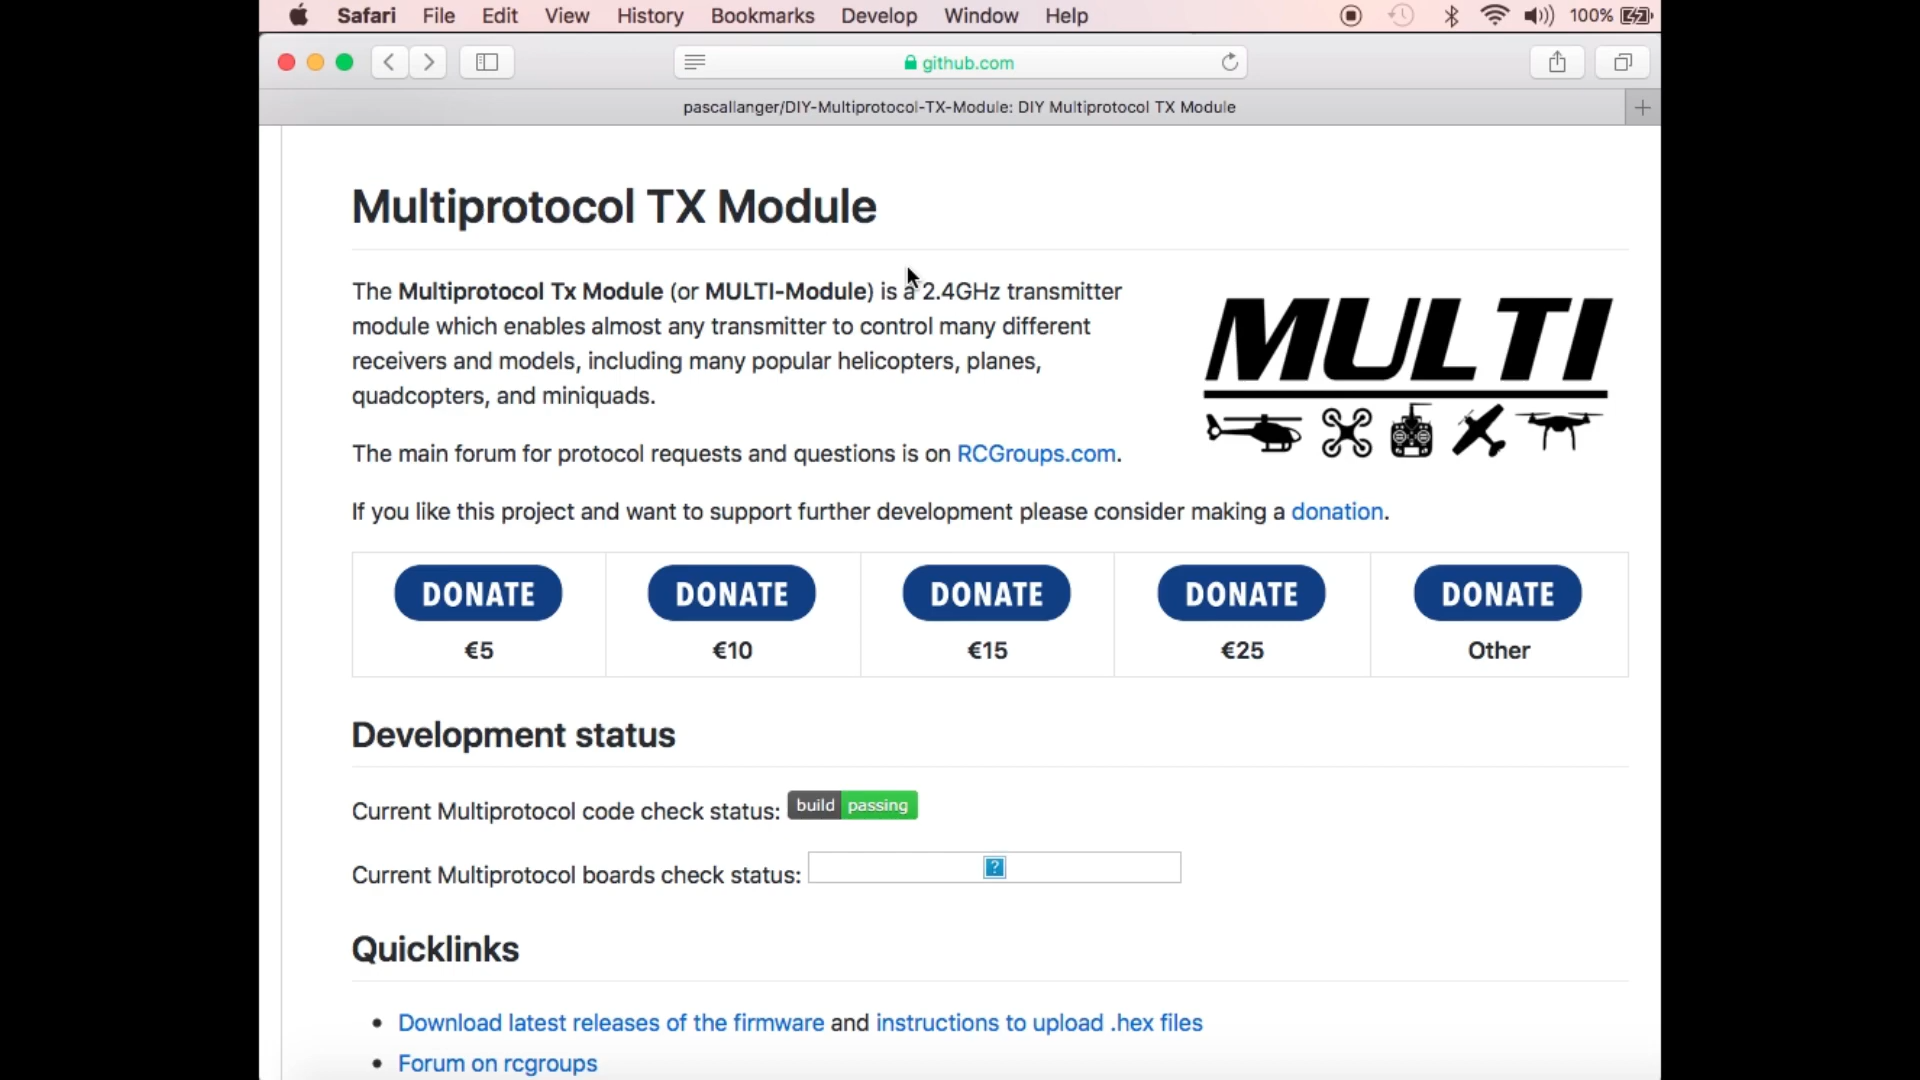 Safari File Edit View History Bookmarks Develop Window Help 100%
github.com
pascallanger/DIY-Multiprotocol-TX-Module: DIY Multiprotocol TX Module
Multiprotocol TX Module
The Multiprotocol Tx Module (or MULTI-Module) is a 2.4GHz transmitter
module which enables almost any transmitter to control many different
receivers and models, including many popular helicopters, planes,
quadcopters, and miniquads.
MULTI
The main forum for protocol requests and questions is on RCGroups.com.
If you like this project and want to support further development please consider making a donation.
DONATE DONATE DONATE DONATE DONATE
€5 €10 €15 €25 Other
Development status
Current Multiprotocol code check status: build passing
Current Multiprotocol boards check status: ?
Quicklinks
• Download latest releases of the firmware and instructions to upload .hex files
• Forum on rcgroups